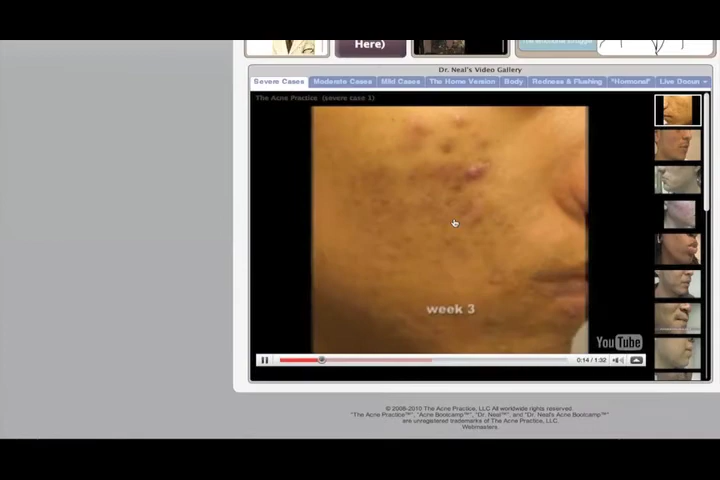 Here)
Dr. Neal's Video Gallery
Severe Cases Moderate Cases Mild Cases The Home Version Body Redness & Flushing "Hormonal" Live Docun
The Acne Practice (severe case 1)
week 3
YouTube
0:14 / 1:32
© 2008-2010 The Acne Practice, LLC All worldwide rights reserved.
"The Acne Practice™", "Acne Bootcamp™", "Dr. Neal™", and "Dr. Neal's Acne Bootcamp™"
are unregistered trademarks of The Acne Practice, LLC.
Webmasters.